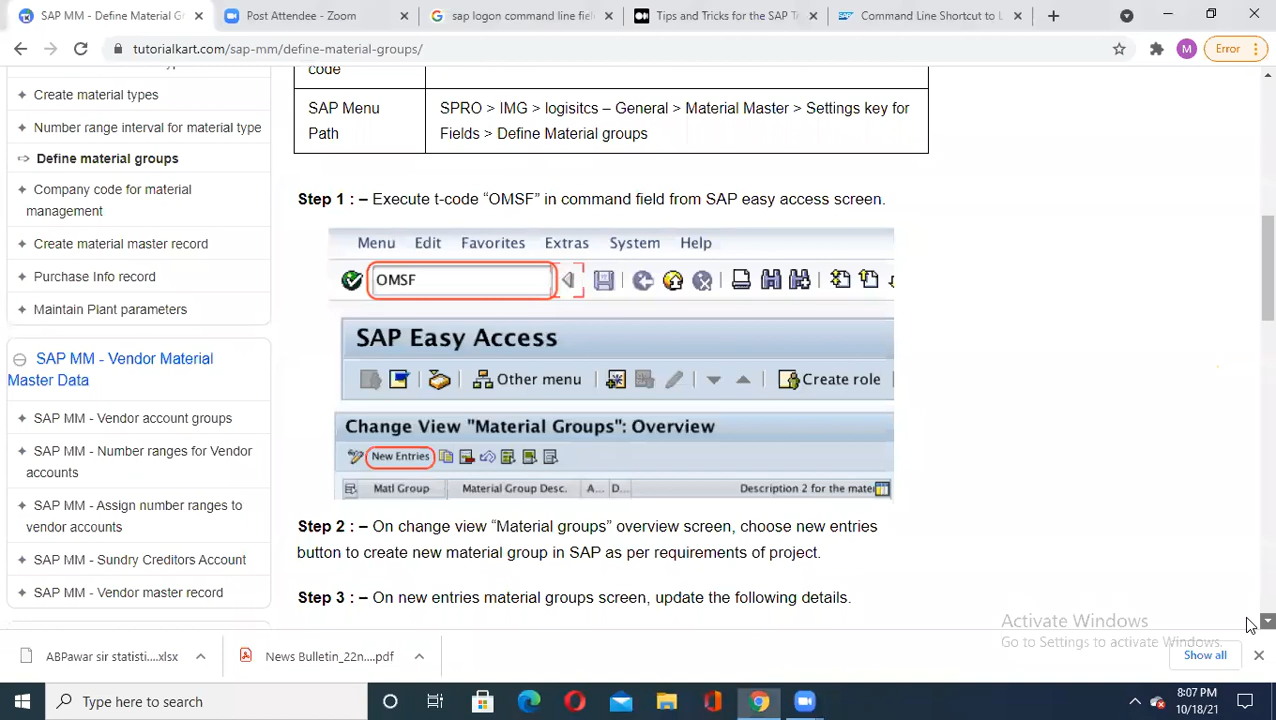 SAP MM - Define Material Gr
Post Attendee - Zoom
sap logon command line field
Tips and Tricks for the SAP T
Command Line Shortcut to L
tutorialkart.com/sap-mm/define-material-groups/
M
Error
Create material types
Number range interval for material type
Define material groups
Company code for material
management
Create material master record
Purchase Info record
Maintain Plant parameters
SAP MM - Vendor Material
Master Data
SAP MM - Vendor account groups
SAP MM - Number ranges for Vendor
accounts
SAP MM - Assign number ranges to
vendor accounts
SAP MM - Sundry Creditors Account
SAP MM - Vendor master record
code
SAP Menu
Path
SPRO > IMG > logisitcs – General > Material Master > Settings key for
Fields > Define Material groups
Step 1 : – Execute t-code “OMSF” in command field from SAP easy access screen.
Menu Edit Favorites Extras System Help
OMSF
SAP Easy Access
Other menu
Create role
Change View "Material Groups": Overview
New Entries
Matl Group
Material Group Desc.
A...
D...
Description 2 for the mate
Step 2 : – On change view “Material groups” overview screen, choose new entries
button to create new material group in SAP as per requirements of project.
Step 3 : – On new entries material groups screen, update the following details.
Activate Windows
Go to Settings to activate Windows.
ABPawar sir statisti....xlsx
News Bulletin_22n....pdf
Show all
Type here to search
8:07 PM
10/18/21